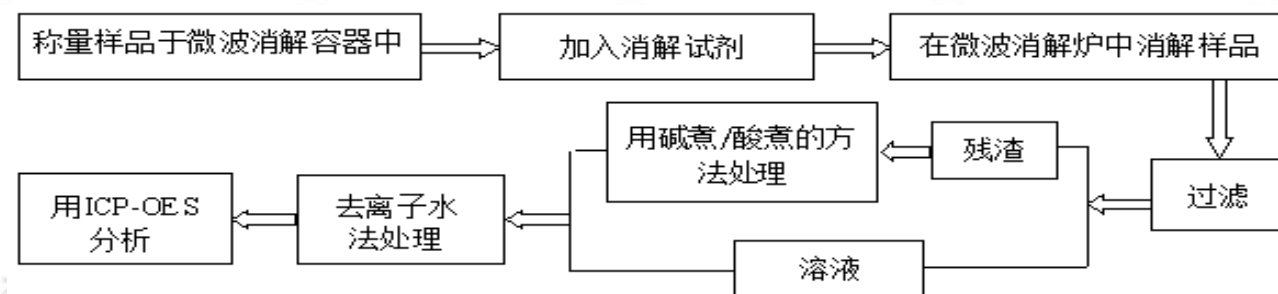 称量样品于微波消解容器中
加入消解试剂
在微波消解炉中消解样品
过滤
残渣
用碱煮/酸煮的方
法处理
溶液
去离子水
法处理
用ICP-OES
分析